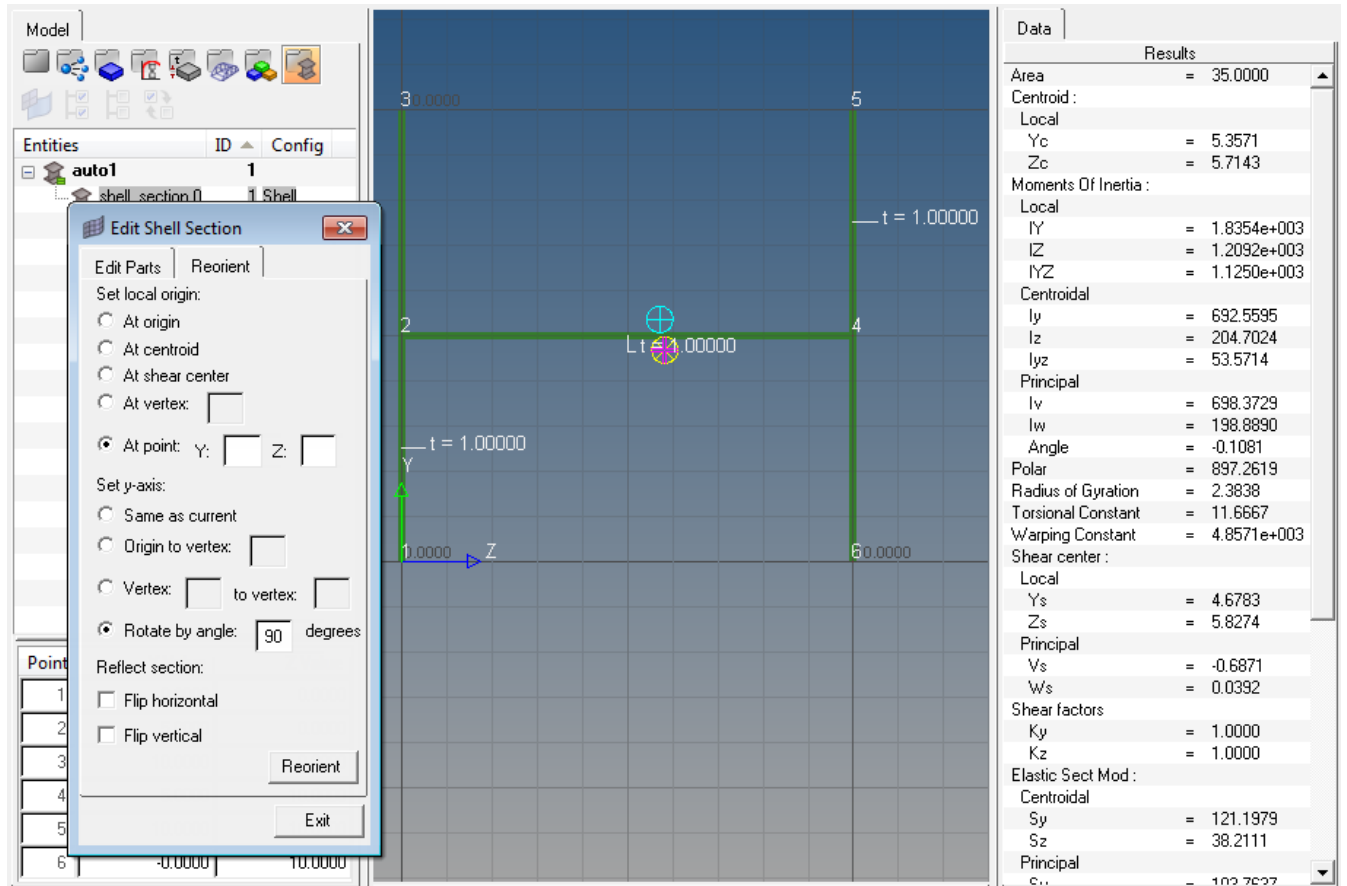 Model
Entities ID Config
auto1 1
shell_section.0 1 Shell
Edit Shell Section
Edit Parts Reorient
Set local origin:
At origin
At centroid
At shear center
At vertex:
At point: Y: Z:
Set y-axis:
Same as current
Origin to vertex:
Vertex: to vertex:
Rotate by angle: 90 degrees
Reflect section:
Flip horizontal
Flip vertical
Reorient
Exit
Point
1
2
3
4
5
6 -0.0000 10.0000
3 0.0000 5
t = 1.00000
2 4
t = 1.00000
Y
1 0.0000 Z 6 0.0000
Data
Results
Area = 35.0000
Centroid :
Local
Yc = 5.3571
Zc = 5.7143
Moments Of Inertia :
Local
IY = 1.8354e+003
IZ = 1.2092e+003
IYZ = 1.1250e+003
Centroidal
Iy = 692.5595
Iz = 204.7024
Iyz = 53.5714
Principal
Iv = 698.3729
Iw = 198.8890
Angle = -0.1081
Polar = 897.2619
Radius of Gyration = 2.3838
Torsional Constant = 11.6667
Warping Constant = 4.8571e+003
Shear center :
Local
Ys = 4.6783
Zs = 5.8274
Principal
Vs = -0.6871
Ws = 0.0392
Shear factors
Ky = 1.0000
Kz = 1.0000
Elastic Sect Mod :
Centroidal
Sy = 121.1979
Sz = 38.2111
Principal